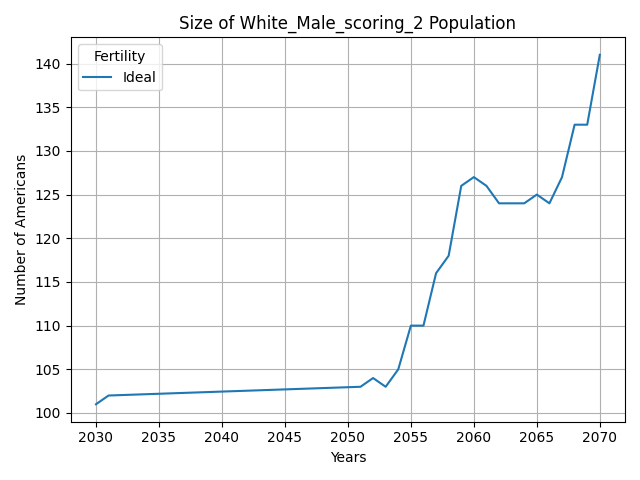 Size of White_Male_scoring_2 Population
Fertility
Ideal
140
135
130
125
120
115
110
105
100
Number of Americans
2030 2035 2040 2045 2050 2055 2060 2065 2070
Years